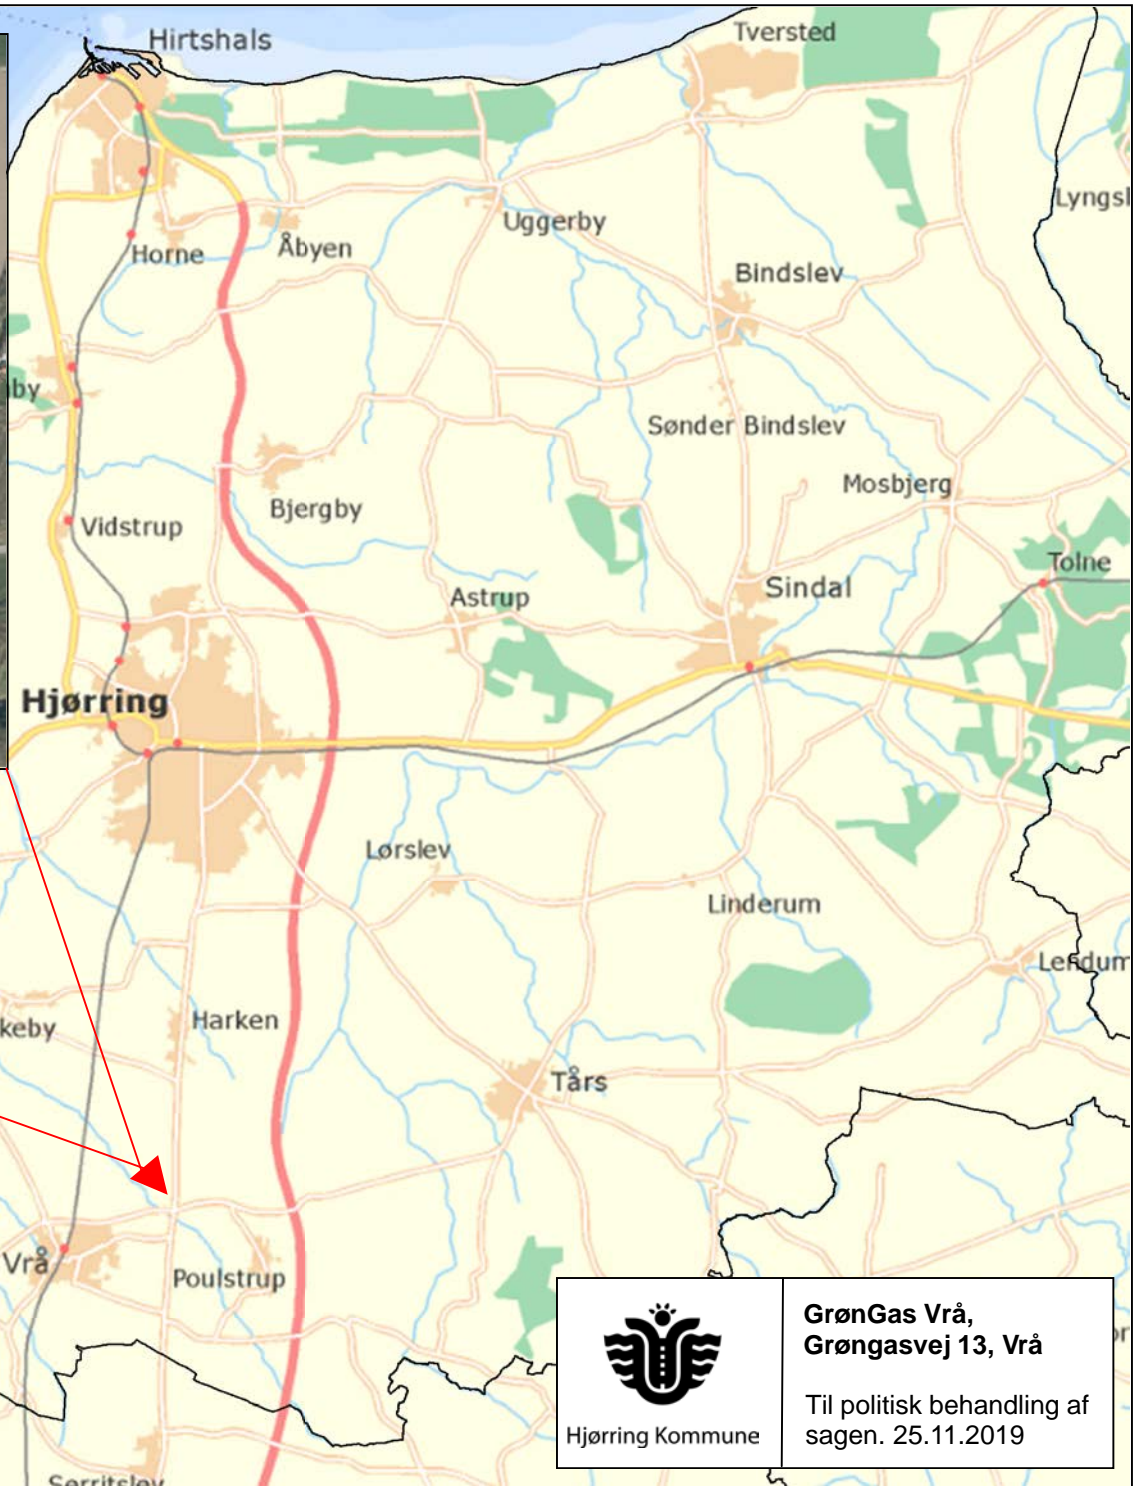 Hirtshals
Tversted
Uggerby
Horne
Åbyen
Bindslev
Sønder Bindslev
Mosbjerg
Bjergby
Vidstrup
Tolne
Sindal
Astrup
Hjørring
Lørslev
Linderum
Lendum
Harken
Tårs
Vrå
Poulstrup
GrønGas Vrå,
Grøngasvej 13, Vrå
Til politisk behandling af
sagen. 25.11.2019
Hjørring Kommune